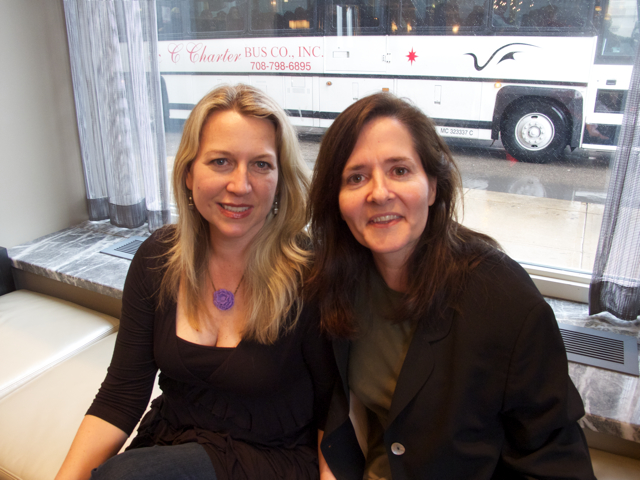 C Charter BUS CO., INC.
708-798-6895
MC 323337 C